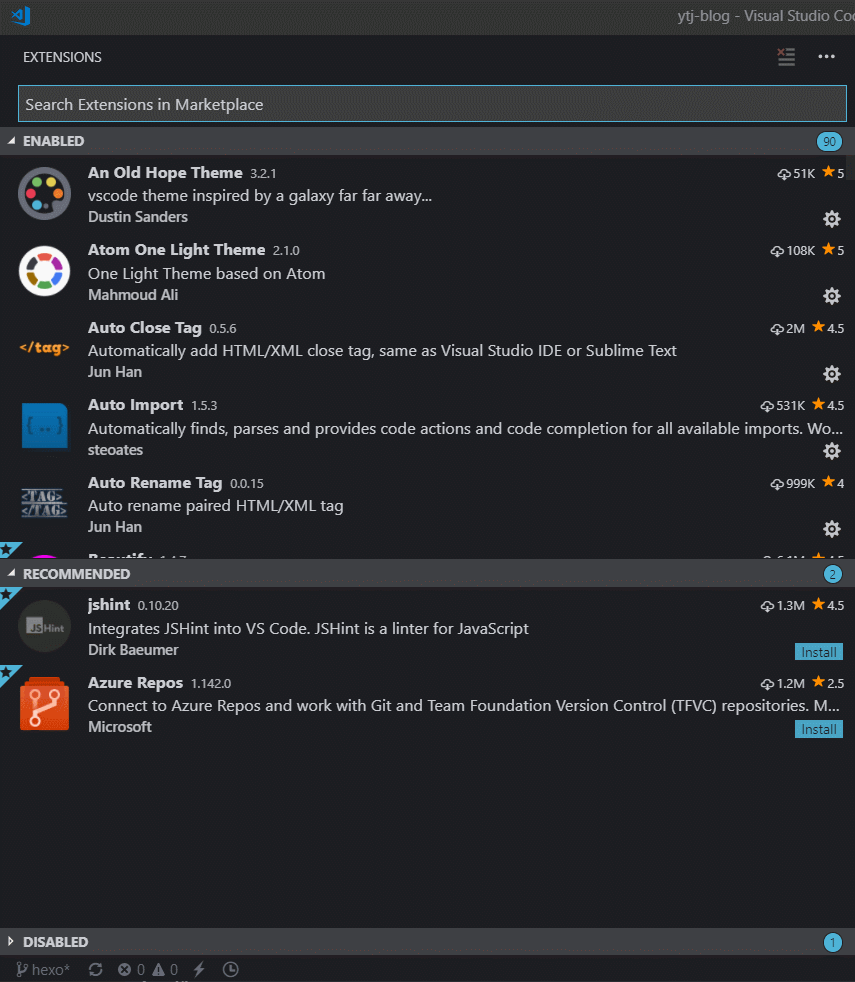 ytj-blog - Visual Studio Co
EXTENSIONS
Search Extensions in Marketplace
ENABLED 90
An Old Hope Theme 3.2.1 51K 5
vscode theme inspired by a galaxy far far away...
Dustin Sanders
Atom One Light Theme 2.1.0 108K 5
One Light Theme based on Atom
Mahmoud Ali
</tag>
Auto Close Tag 0.5.6 2M 4.5
Automatically add HTML/XML close tag, same as Visual Studio IDE or Sublime Text
Jun Han
{..}
Auto Import 1.5.3 531K 4.5
Automatically finds, parses and provides code actions and code completion for all available imports. Wo...
steoates
<TAG>
</TAG>
Auto Rename Tag 0.0.15 999K 4
Auto rename paired HTML/XML tag
Jun Han
RECOMMENDED 2
JSHint
jshint 0.10.20 1.3M 4.5
Integrates JSHint into VS Code. JSHint is a linter for JavaScript
Dirk Baeumer
Install
Azure Repos 1.142.0 1.2M 2.5
Connect to Azure Repos and work with Git and Team Foundation Version Control (TFVC) repositories. M...
Microsoft
Install
DISABLED 1
hexo* 0 0